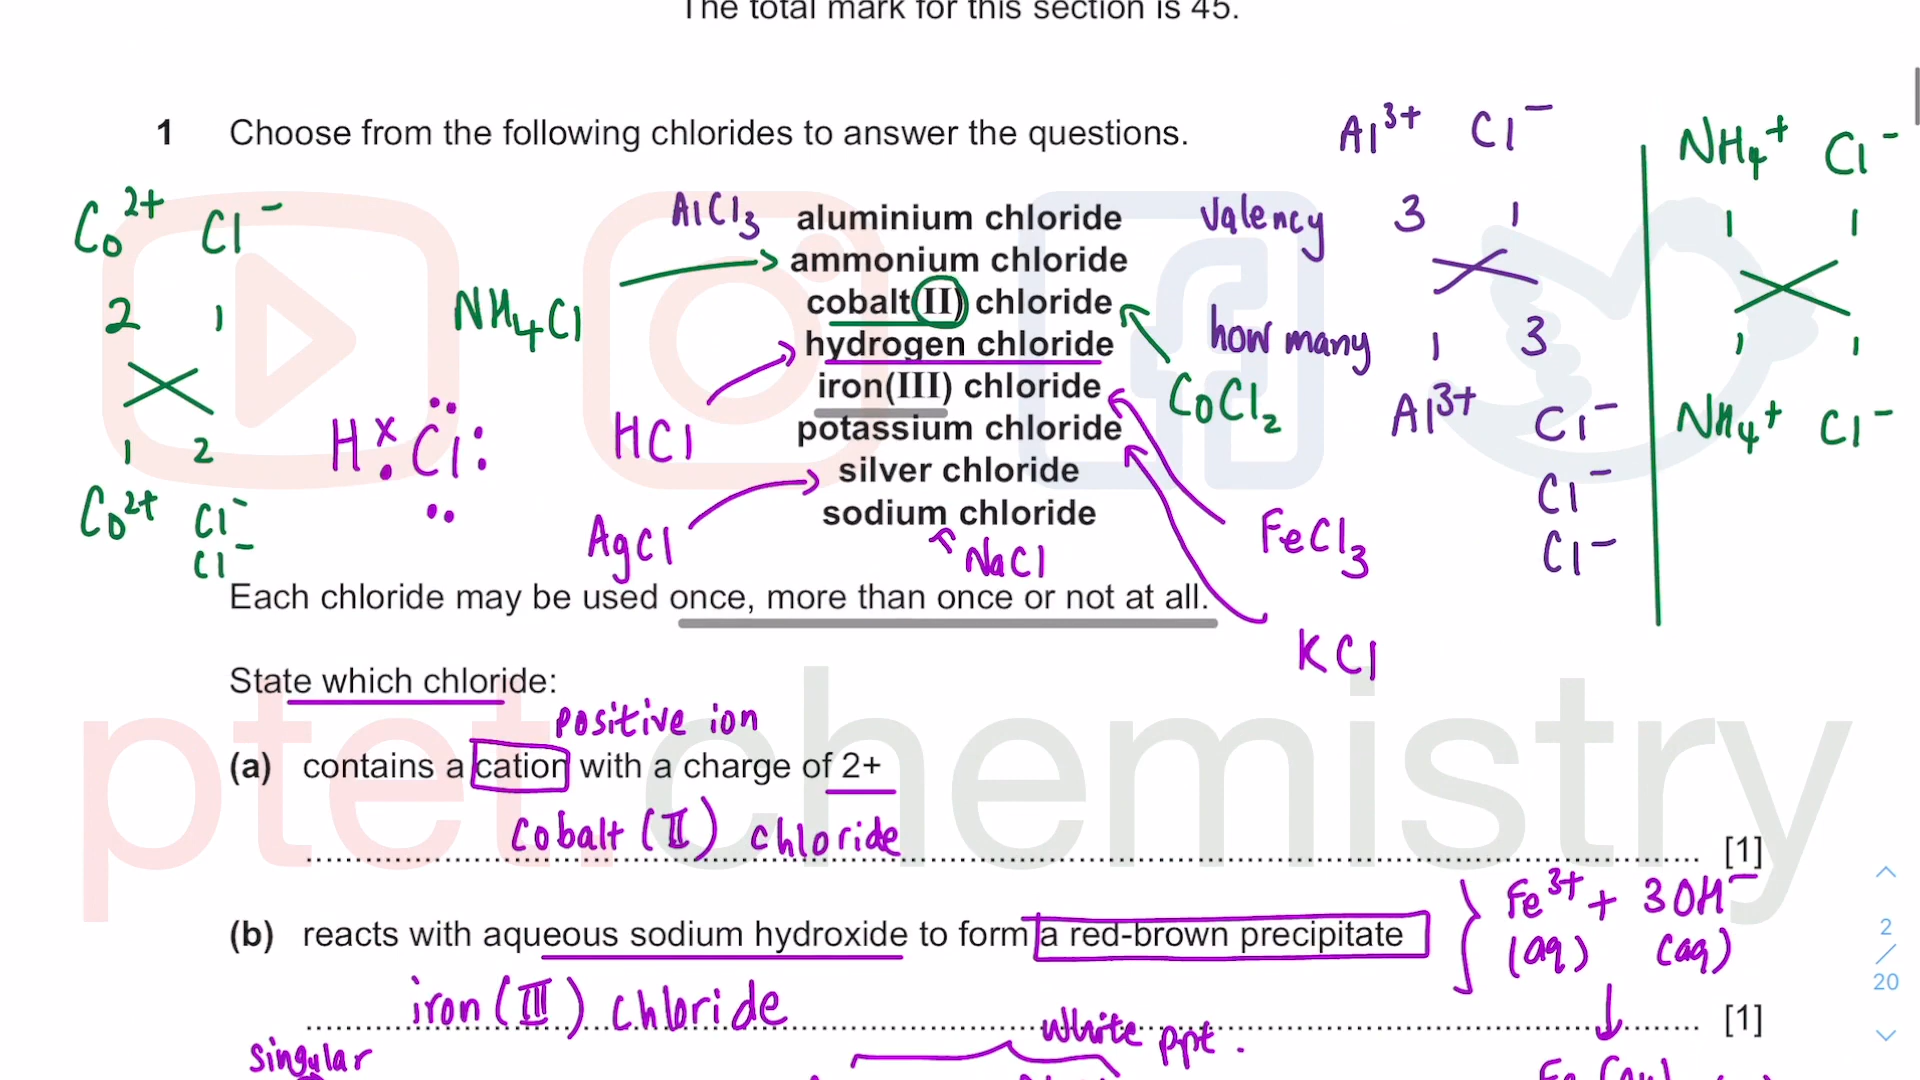 The total mark for this section is 45.
1 Choose from the following chlorides to answer the questions.
Al³⁺ Cl⁻
NH₄⁺ Cl⁻
Co²⁺ Cl⁻
AlCl₃ aluminium chloride
Valency 3 1
1 1
ammonium chloride
NH₄Cl
cobalt(II) chloride
2 1
how many 1 3
1 1
hydrogen chloride
iron(III) chloride
CoCl₂
Al³⁺ Cl⁻
NH₄⁺ Cl⁻
H Cl
HCl
potassium chloride
1 2
silver chloride
Cl⁻
Co²⁺ Cl⁻
sodium chloride
AgCl
FeCl₃
Cl⁻
Cl⁻
NaCl
Each chloride may be used once, more than once or not at all.
KCl
State which chloride:
positive ion
ptet chemistry
(a) contains a cation with a charge of 2+
Cobalt (II) chloride
[1]
Fe³⁺ + 3OH⁻
(b) reacts with aqueous sodium hydroxide to form a red-brown precipitate
(aq) (aq)
2
/
20
iron (III) chloride
[1]
white ppt.
singular